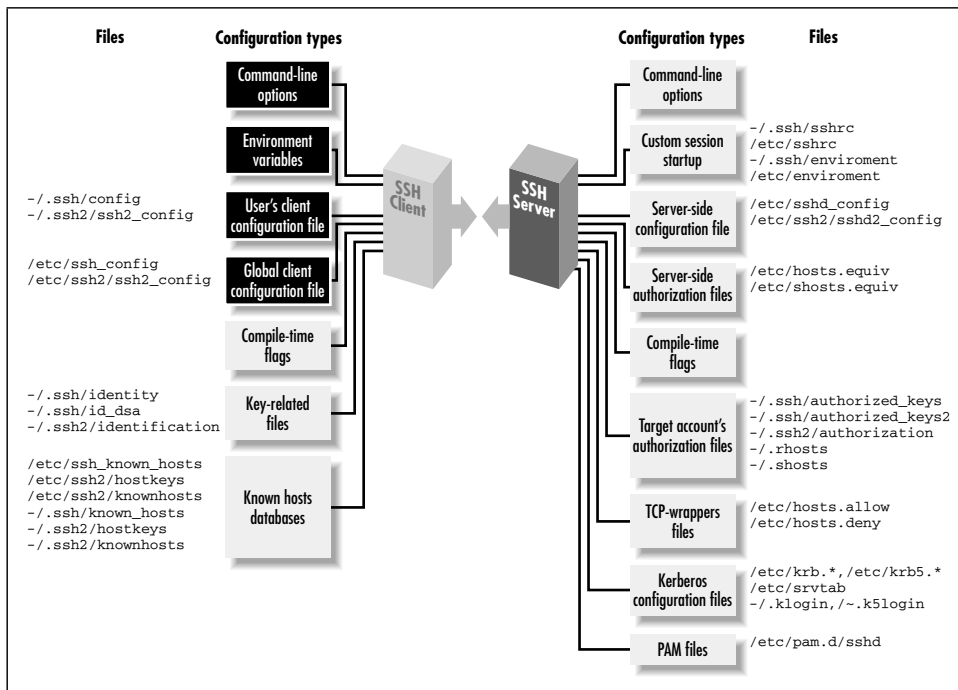 Files
Configuration types
Command-line
options
Environment
variables
-/.ssh/config
-/.ssh2/ssh2_config
User's client
configuration file
/etc/ssh_config
/etc/ssh2/ssh2_config
Global client
configuration file
Compile-time
flags
-/.ssh/identity
-/.ssh/id_dsa
-/.ssh2/identification
Key-related
files
/etc/ssh_known_hosts
/etc/ssh2/hostkeys
/etc/ssh2/knownhosts
-/.ssh/known_hosts
-/.ssh2/hostkeys
-/.ssh2/knownhosts
Known hosts
databases
SSH
Client
SSH
Server
Configuration types
Files
Command-line
options
Custom session
startup
-/.ssh/sshrc
/etc/sshrc
-/.ssh/enviroment
/etc/enviroment
Server-side
configuration file
/etc/sshd_config
/etc/ssh2/sshd2_config
Server-side
authorization files
/etc/hosts.equiv
/etc/shosts.equiv
Compile-time
flags
Target account's
authorization files
-/.ssh/authorized_keys
-/.ssh/authorized_keys2
-/.ssh2/authorization
-/.rhosts
-/.shosts
TCP-wrappers
files
/etc/hosts.allow
/etc/hosts.deny
Kerberos
configuration files
/etc/krb.*,/etc/krb5.*
/etc/srvtab
-/.klogin,/~.k5login
PAM files
/etc/pam.d/sshd